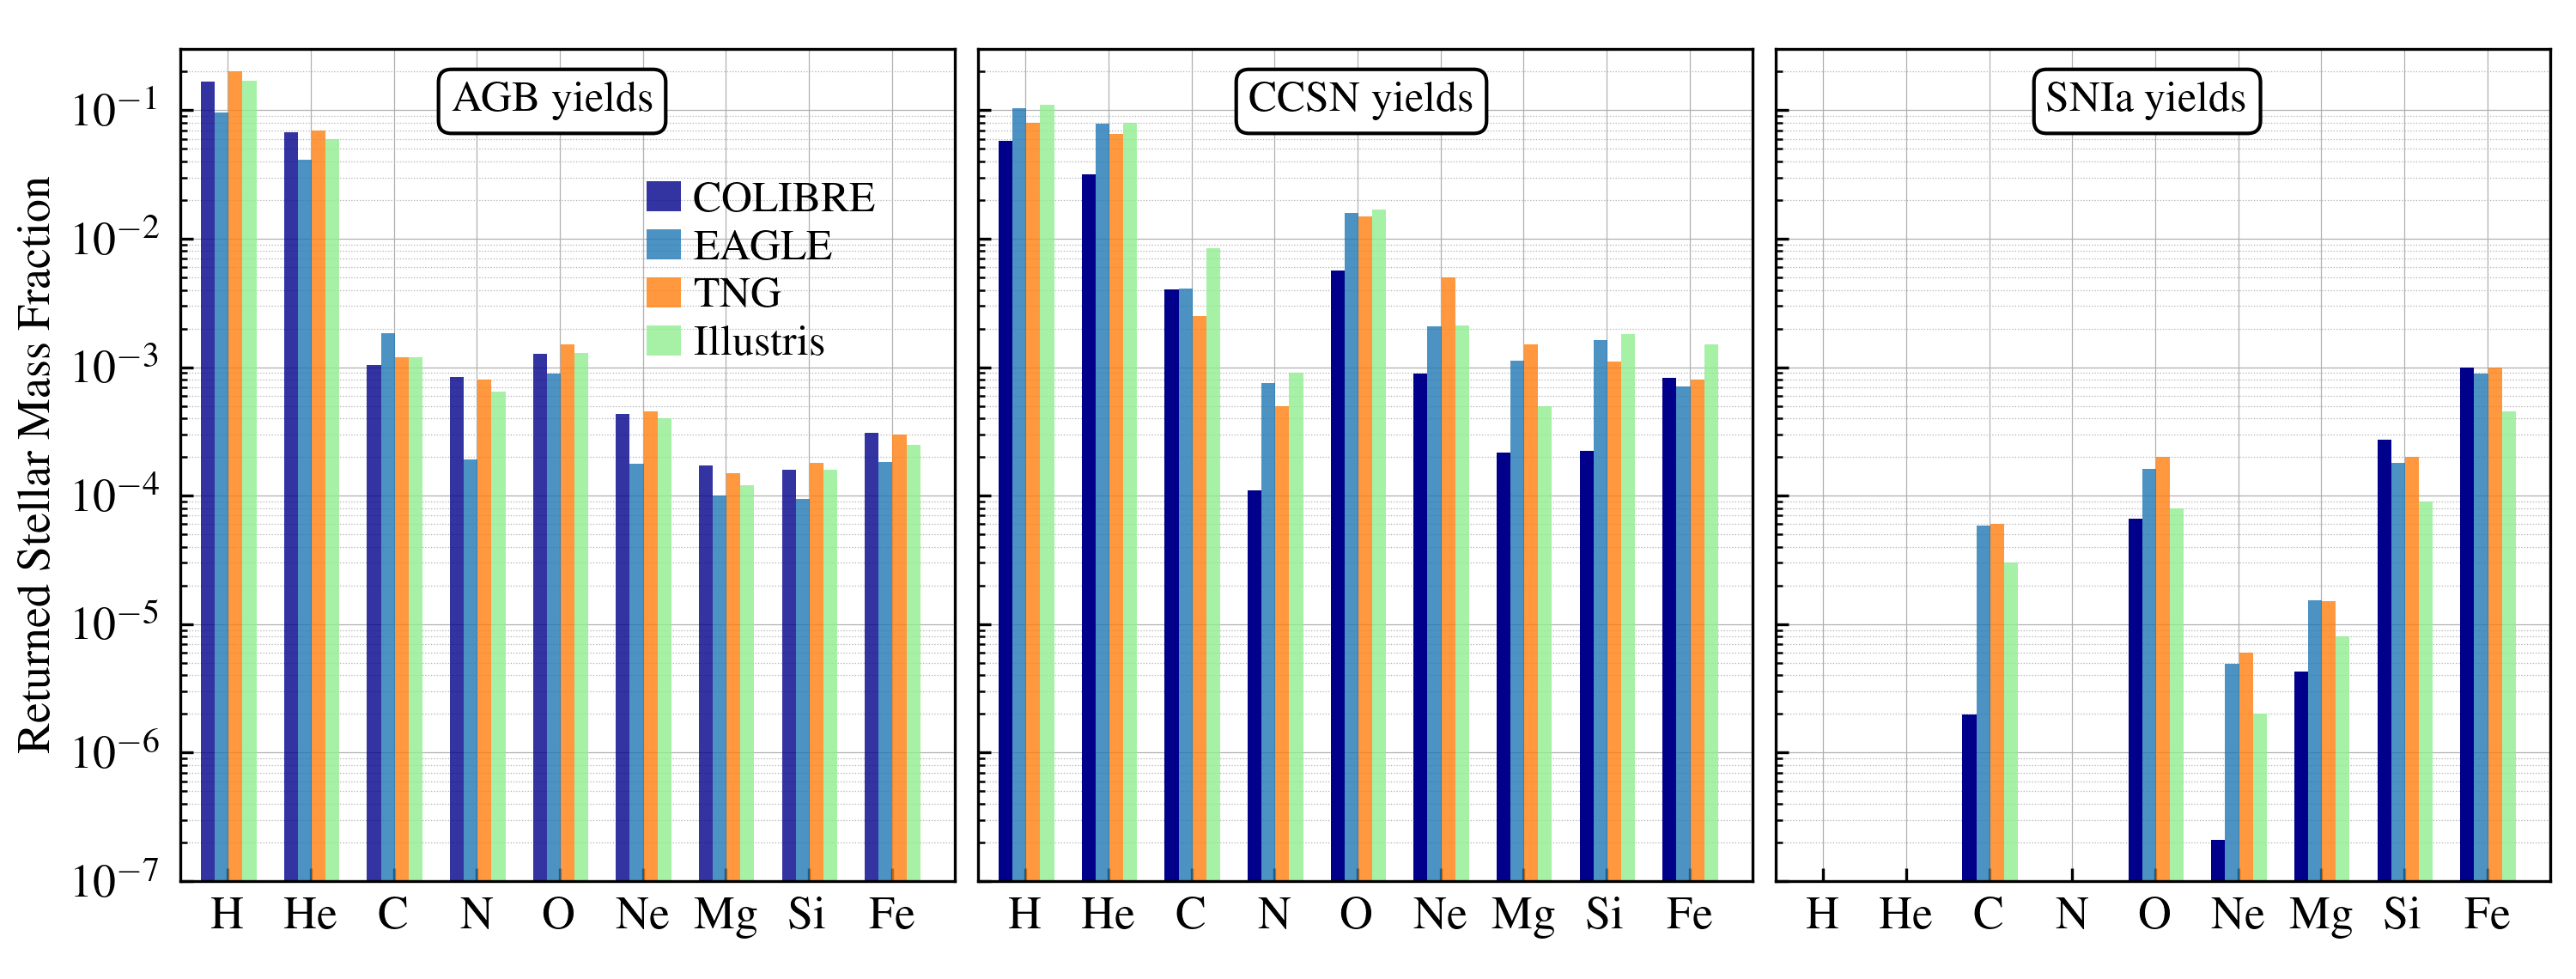 AGB yields
CCSN yields
SNIa yields
Returned Stellar Mass Fraction
10⁻¹
10⁻²
10⁻³
10⁻⁴
10⁻⁵
10⁻⁶
10⁻⁷
COLIBRE
EAGLE
TNG
Illustris
H He C N O Ne Mg Si Fe
H He C N O Ne Mg Si Fe
H He C N O Ne Mg Si Fe